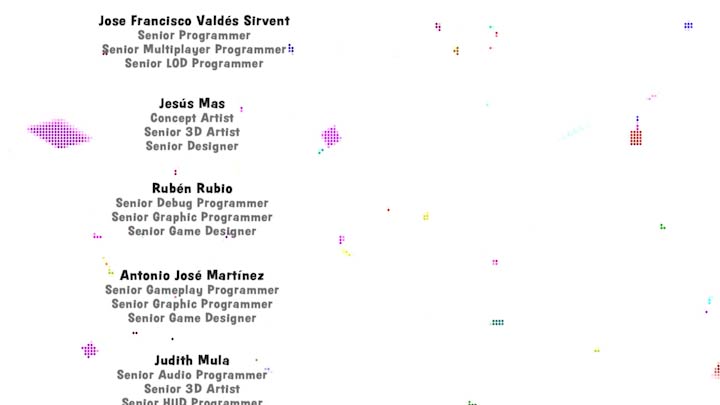 Jose Francisco Valdés Sirvent
Senior Programmer
Senior Multiplayer Programmer
Senior LOD Programmer
Jesús Mas
Concept Artist
Senior 3D Artist
Senior Designer
Rubén Rubio
Senior Debug Programmer
Senior Graphic Programmer
Senior Game Designer
Antonio José Martínez
Senior Gameplay Programmer
Senior Graphic Programmer
Senior Game Designer
Judith Mula
Senior Audio Programmer
Senior 3D Artist
Senior HUD Programmer